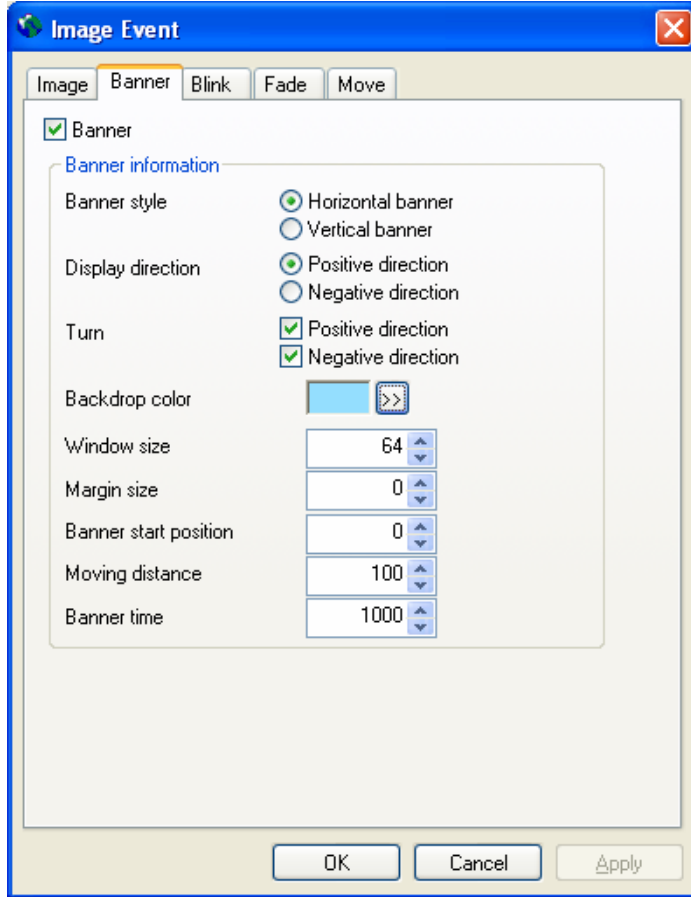 Image Event
Image Banner Blink Fade Move
Banner
Banner information
Banner style Horizontal banner
Vertical banner
Display direction Positive direction
Negative direction
Turn Positive direction
Negative direction
Backdrop color >>
Window size 64
Margin size 0
Banner start position 0
Moving distance 100
Banner time 1000
OK Cancel Apply